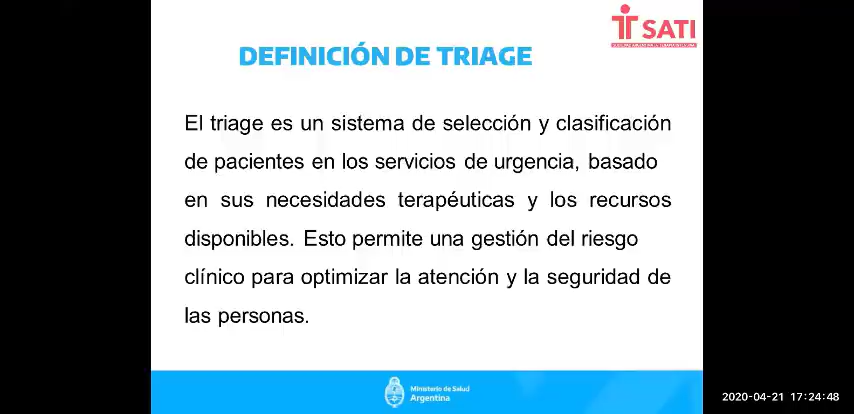 SATI
DEFINICIÓN DE TRIAGE
El triage es un sistema de selección y clasificación
de pacientes en los servicios de urgencia, basado
en sus necesidades terapéuticas y los recursos
disponibles. Esto permite una gestión del riesgo
clínico para optimizar la atención y la seguridad de
las personas.
Ministerio de Salud
Argentina
2020-04-21 17:24:48